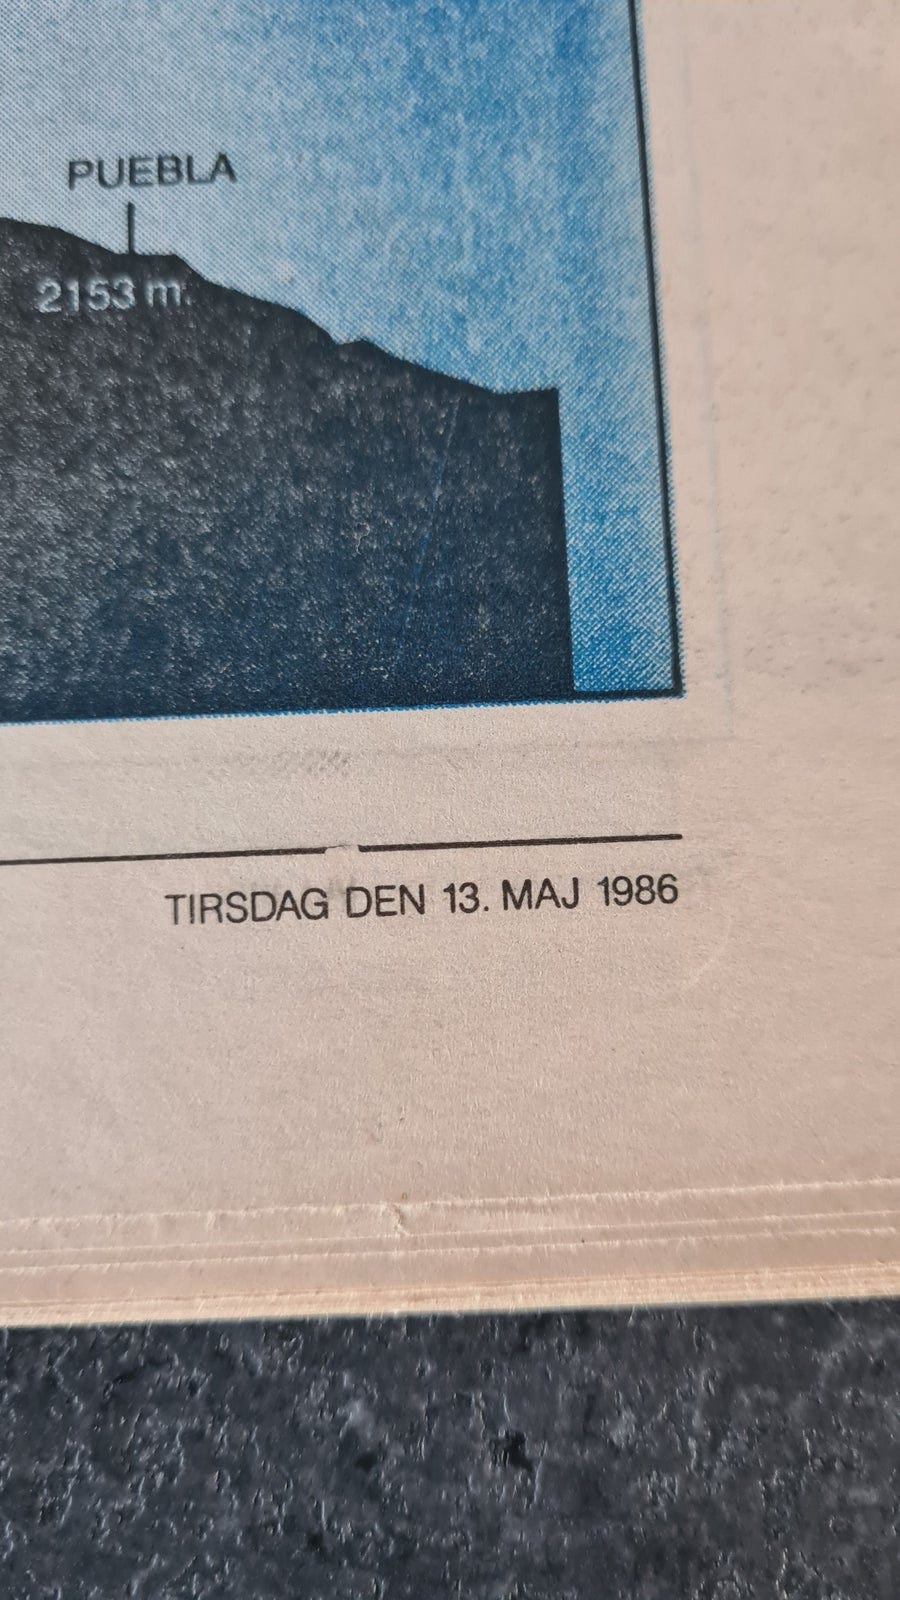 PUEBLA
2153 m.
TIRSDAG DEN 13. MAJ 1986